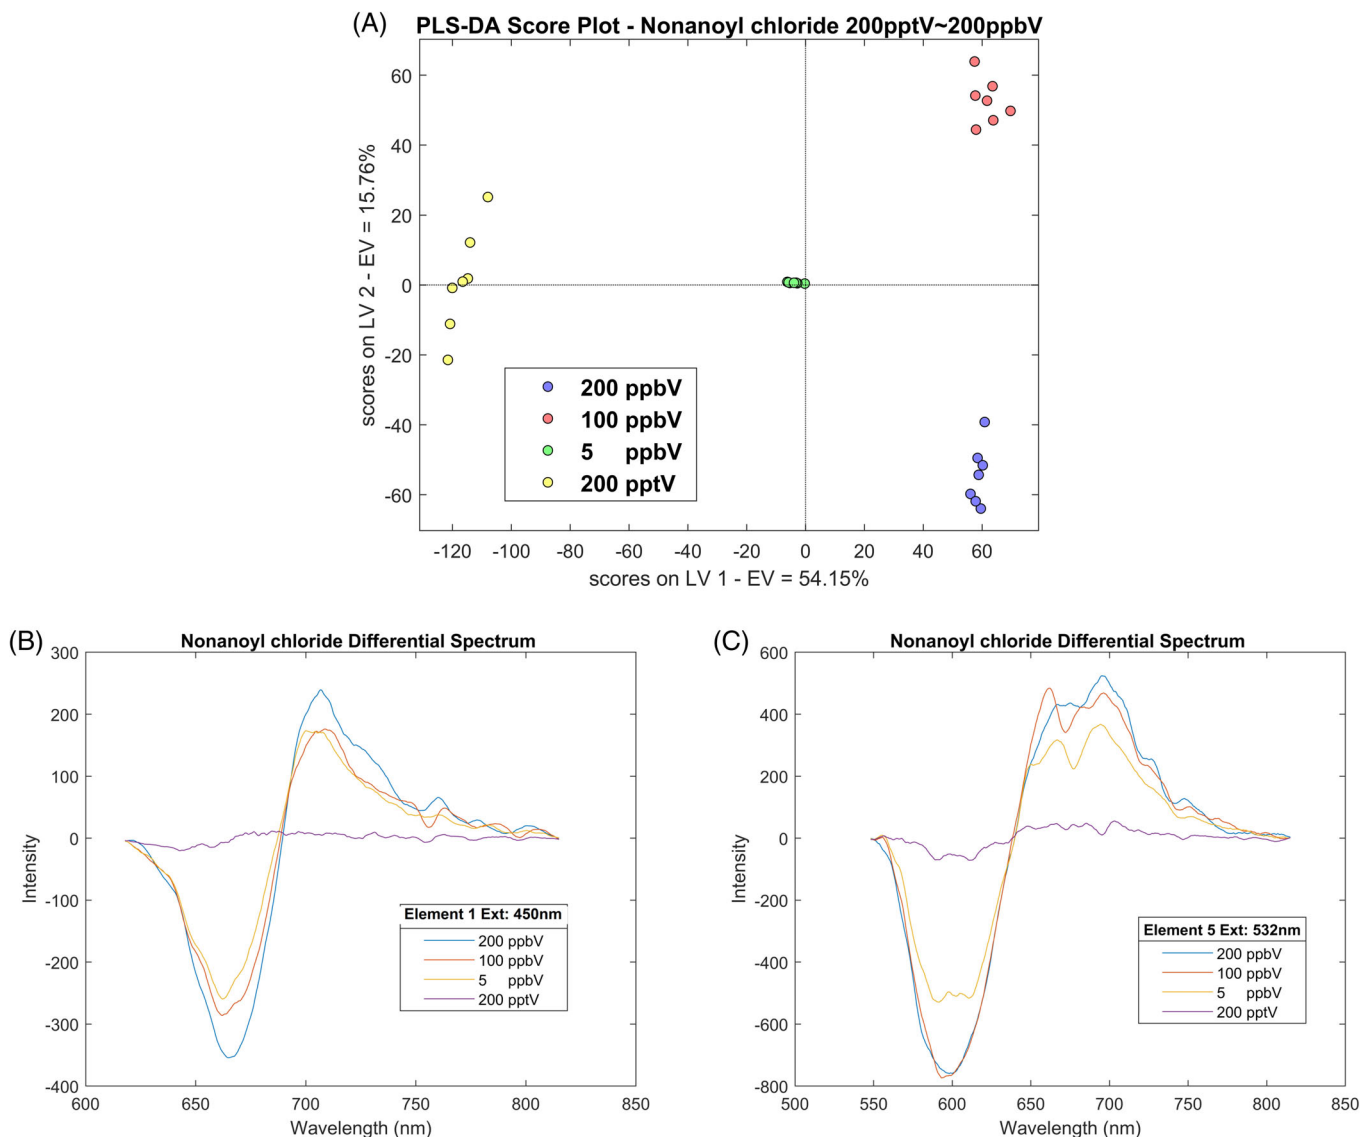 (A) PLS-DA Score Plot - Nonanoyl chloride 200pptV~200ppbV
scores on LV 2 - EV = 15.76%
60
40
20
0
-20
-40
-60
200 ppbV
100 ppbV
5 ppbV
200 pptV
-120 -100 -80 -60 -40 -20 0 20 40 60
scores on LV 1 - EV = 54.15%
(B) Nonanoyl chloride Differential Spectrum
Intensity
300
200
100
0
-100
-200
-300
-400
Element 1 Ext: 450nm
200 ppbV
100 ppbV
5 ppbV
200 pptV
600 650 700 750 800 850
Wavelength (nm)
(C) Nonanoyl chloride Differential Spectrum
Intensity
600
400
200
0
-200
-400
-600
-800
Element 5 Ext: 532nm
200 ppbV
100 ppbV
5 ppbV
200 pptV
500 550 600 650 700 750 800 850
Wavelength (nm)